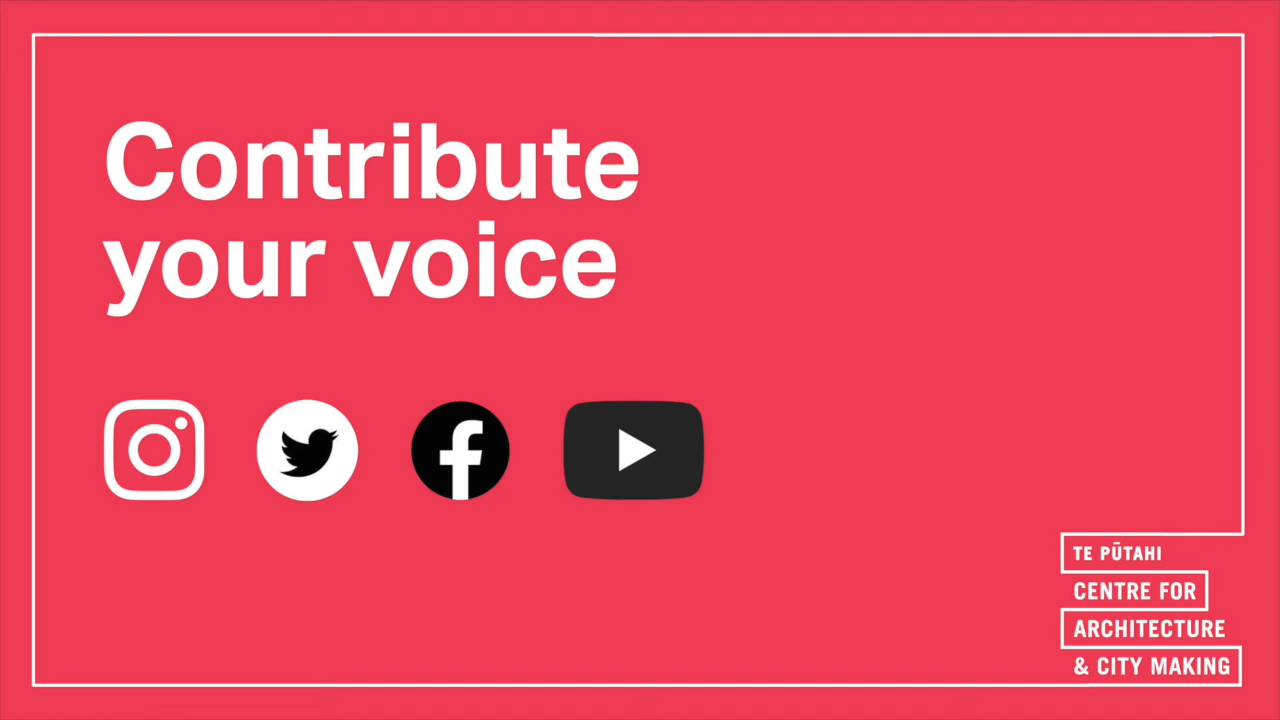 Contribute
your voice
TE PŪTAHI
CENTRE FOR
ARCHITECTURE
& CITY MAKING